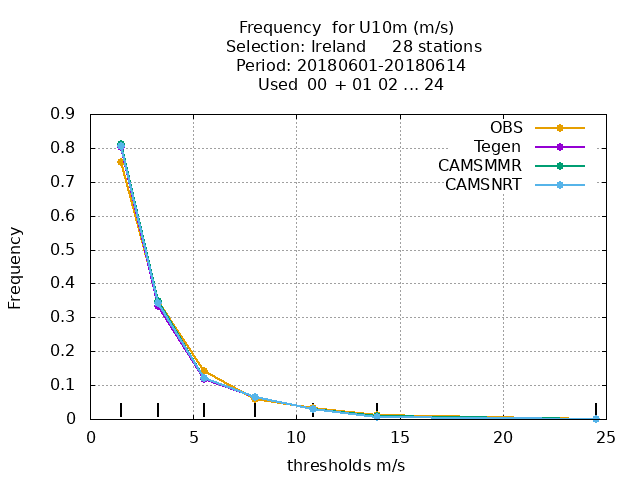 Frequency  for U10m (m/s)
Selection: Ireland     28 stations
Period: 20180601-20180614
Used  00  + 01 02 ... 24
OBS
Tegen
CAMSMMR
CAMSNRT
Frequency
0.9
0.8
0.7
0.6
0.5
0.4
0.3
0.2
0.1
0
0 5 10 15 20 25
thresholds m/s